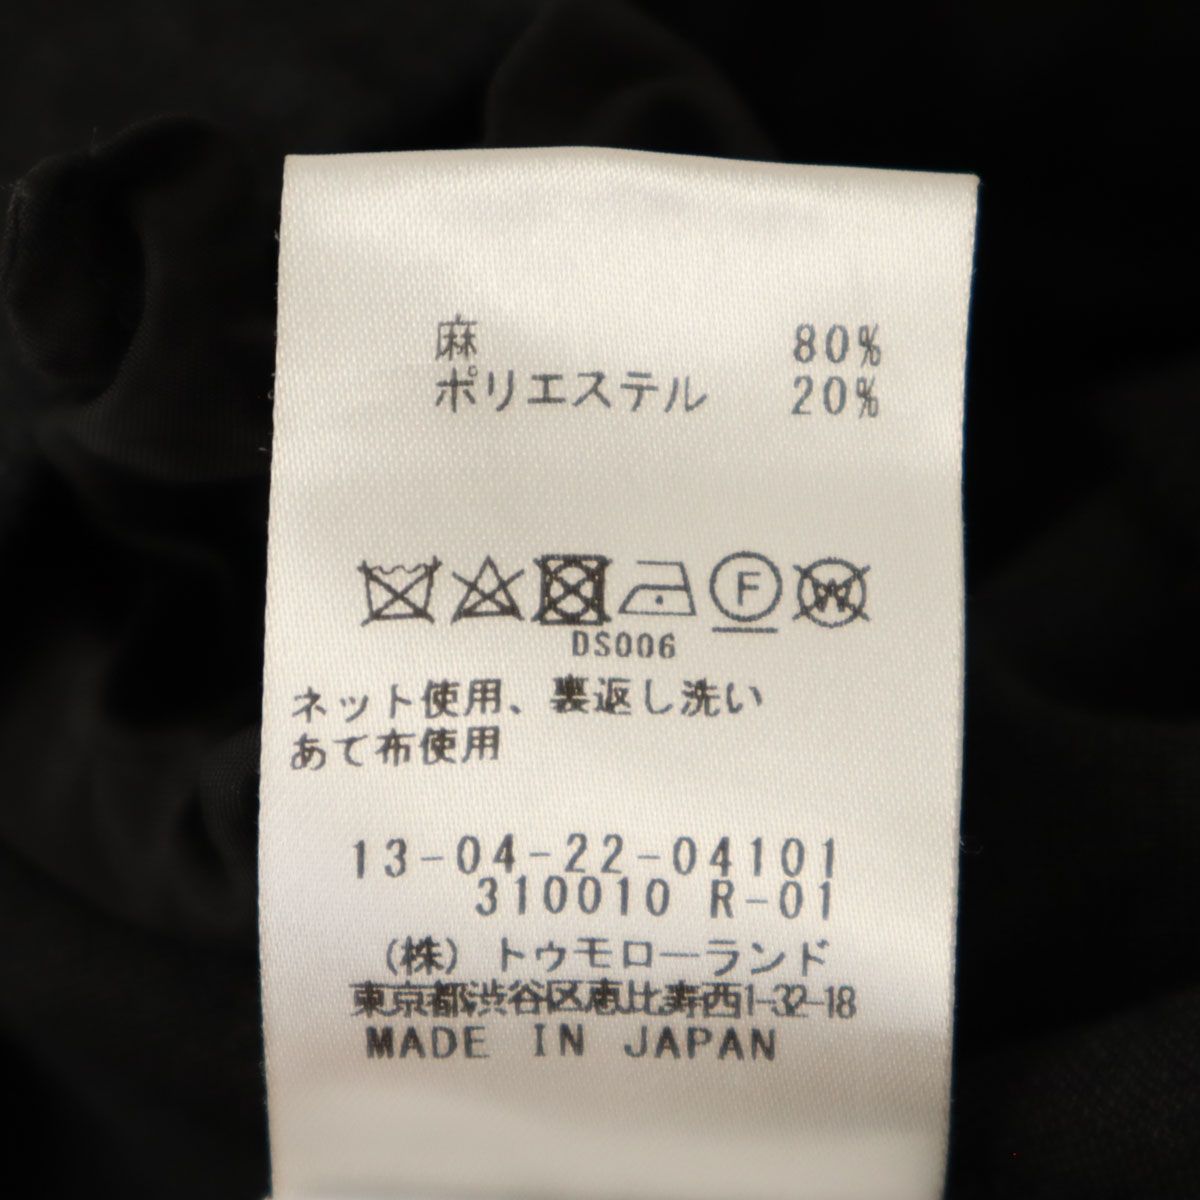 麻 80%
ポリエステル 20%
F W
DS006
ネット使用、裏返し洗い
あて布使用
13-04-22-04101
310010 R-01
(株)トゥモローランド
東京都渋谷区恵比寿西1-32-18
MADE IN JAPAN